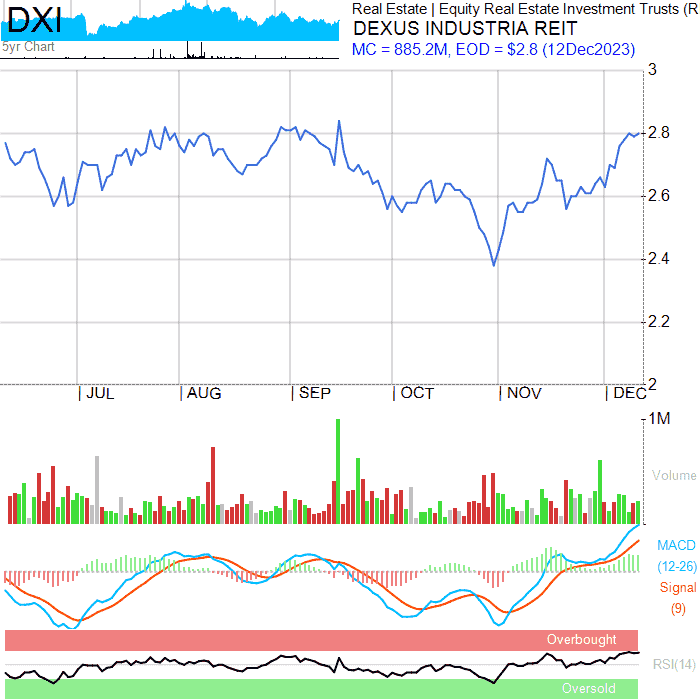 DXI
5yr Chart
Real Estate | Equity Real Estate Investment Trusts (R
DEXUS INDUSTRIA REIT
MC = 885.2M, EOD = $2.8 (12Dec2023)
3
2.8
2.6
2.4
2.2
2
| JUL | AUG | SEP | OCT | NOV | DEC
1M
Volume
MACD
(12-26)
Signal
(9)
Overbought
RSI(14)
Oversold